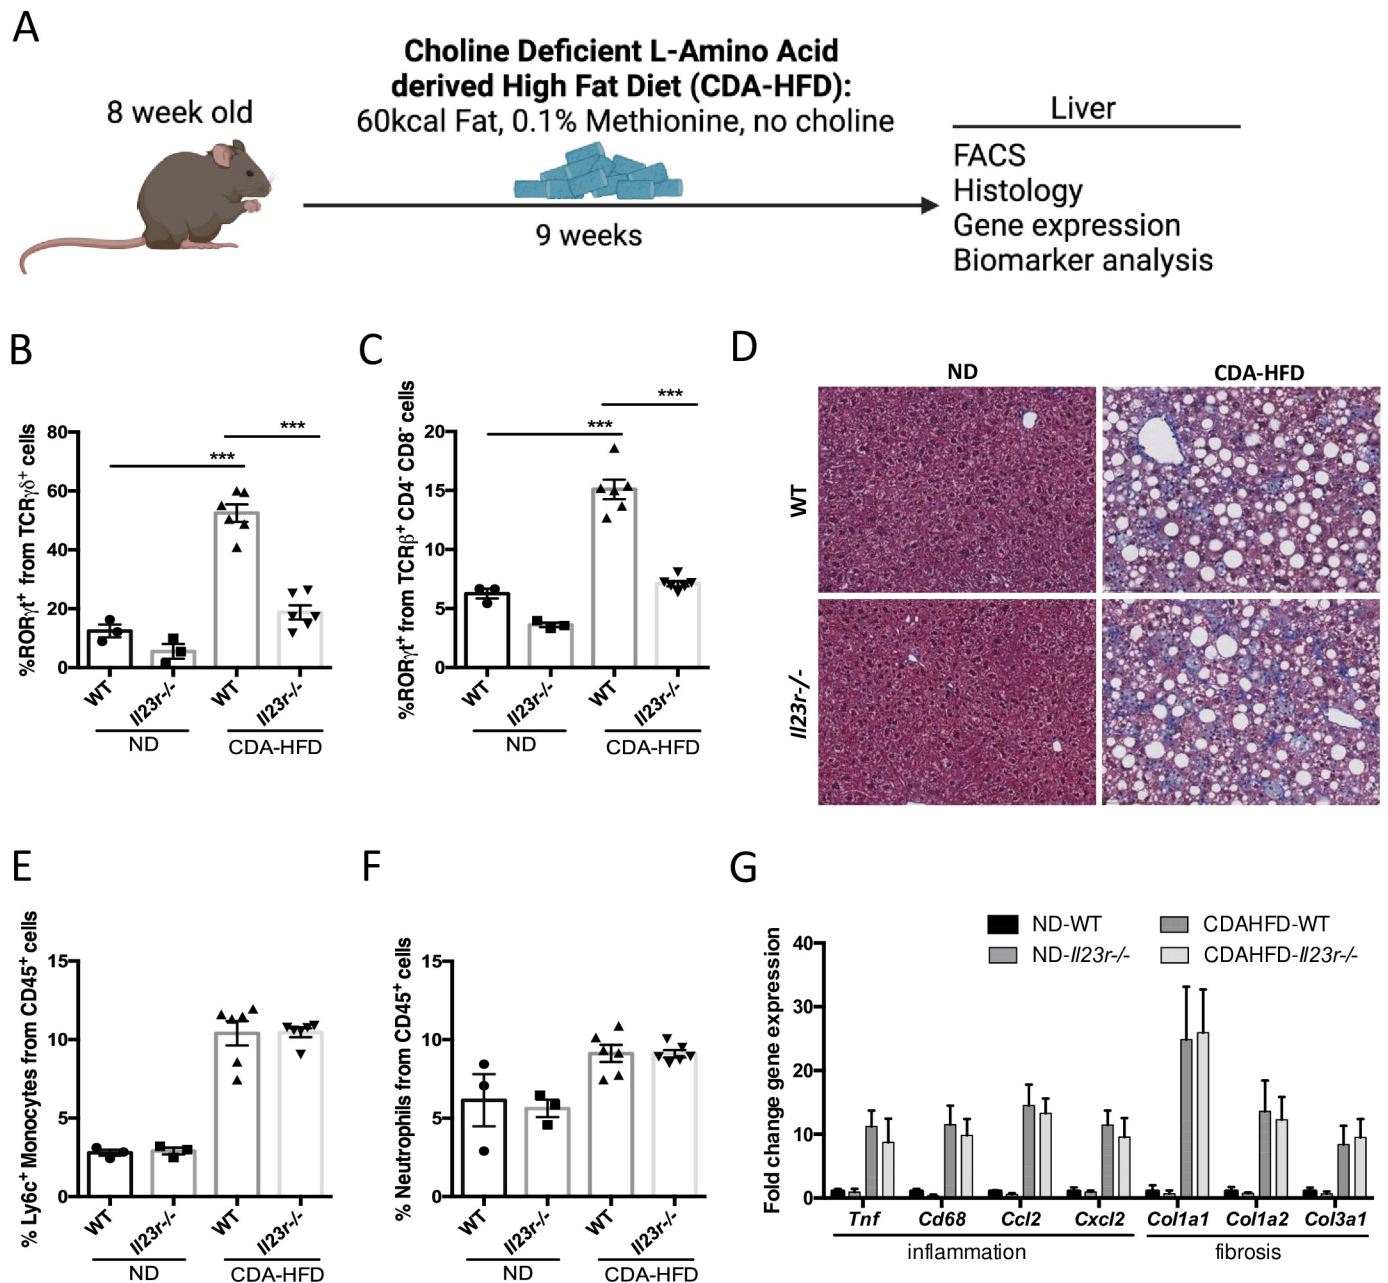 A
Choline Deficient L-Amino Acid
derived High Fat Diet (CDA-HFD):
60kcal Fat, 0.1% Methionine, no choline
8 week old
9 weeks
Liver
FACS
Histology
Gene expression
Biomarker analysis
B
%RORγt⁺ from TCRγδ⁺ cells
80
60
40
20
0
***
***
WT
Il23r-/-
WT
Il23r-/-
ND
CDA-HFD
C
%RORγt⁺ from TCRβ⁺ CD4⁻ CD8⁻ cells
20
15
10
5
0
***
***
WT
Il23r-/-
WT
Il23r-/-
ND
CDA-HFD
D
ND
CDA-HFD
WT
Il23r-/-
E
% Ly6c⁺ Monocytes from CD45⁺ cells
15
10
5
0
WT
Il23r-/-
WT
Il23r-/-
ND
CDA-HFD
F
% Neutrophils from CD45⁺ cells
15
10
5
0
WT
Il23r-/-
WT
Il23r-/-
ND
CDA-HFD
G
ND-WT
CDAHFD-WT
ND-Il23r-/-
CDAHFD-Il23r-/-
Fold change gene expression
40
30
20
10
0
Tnf
Cd68
Ccl2
Cxcl2
Col1a1
Col1a2
Col3a1
inflammation
fibrosis